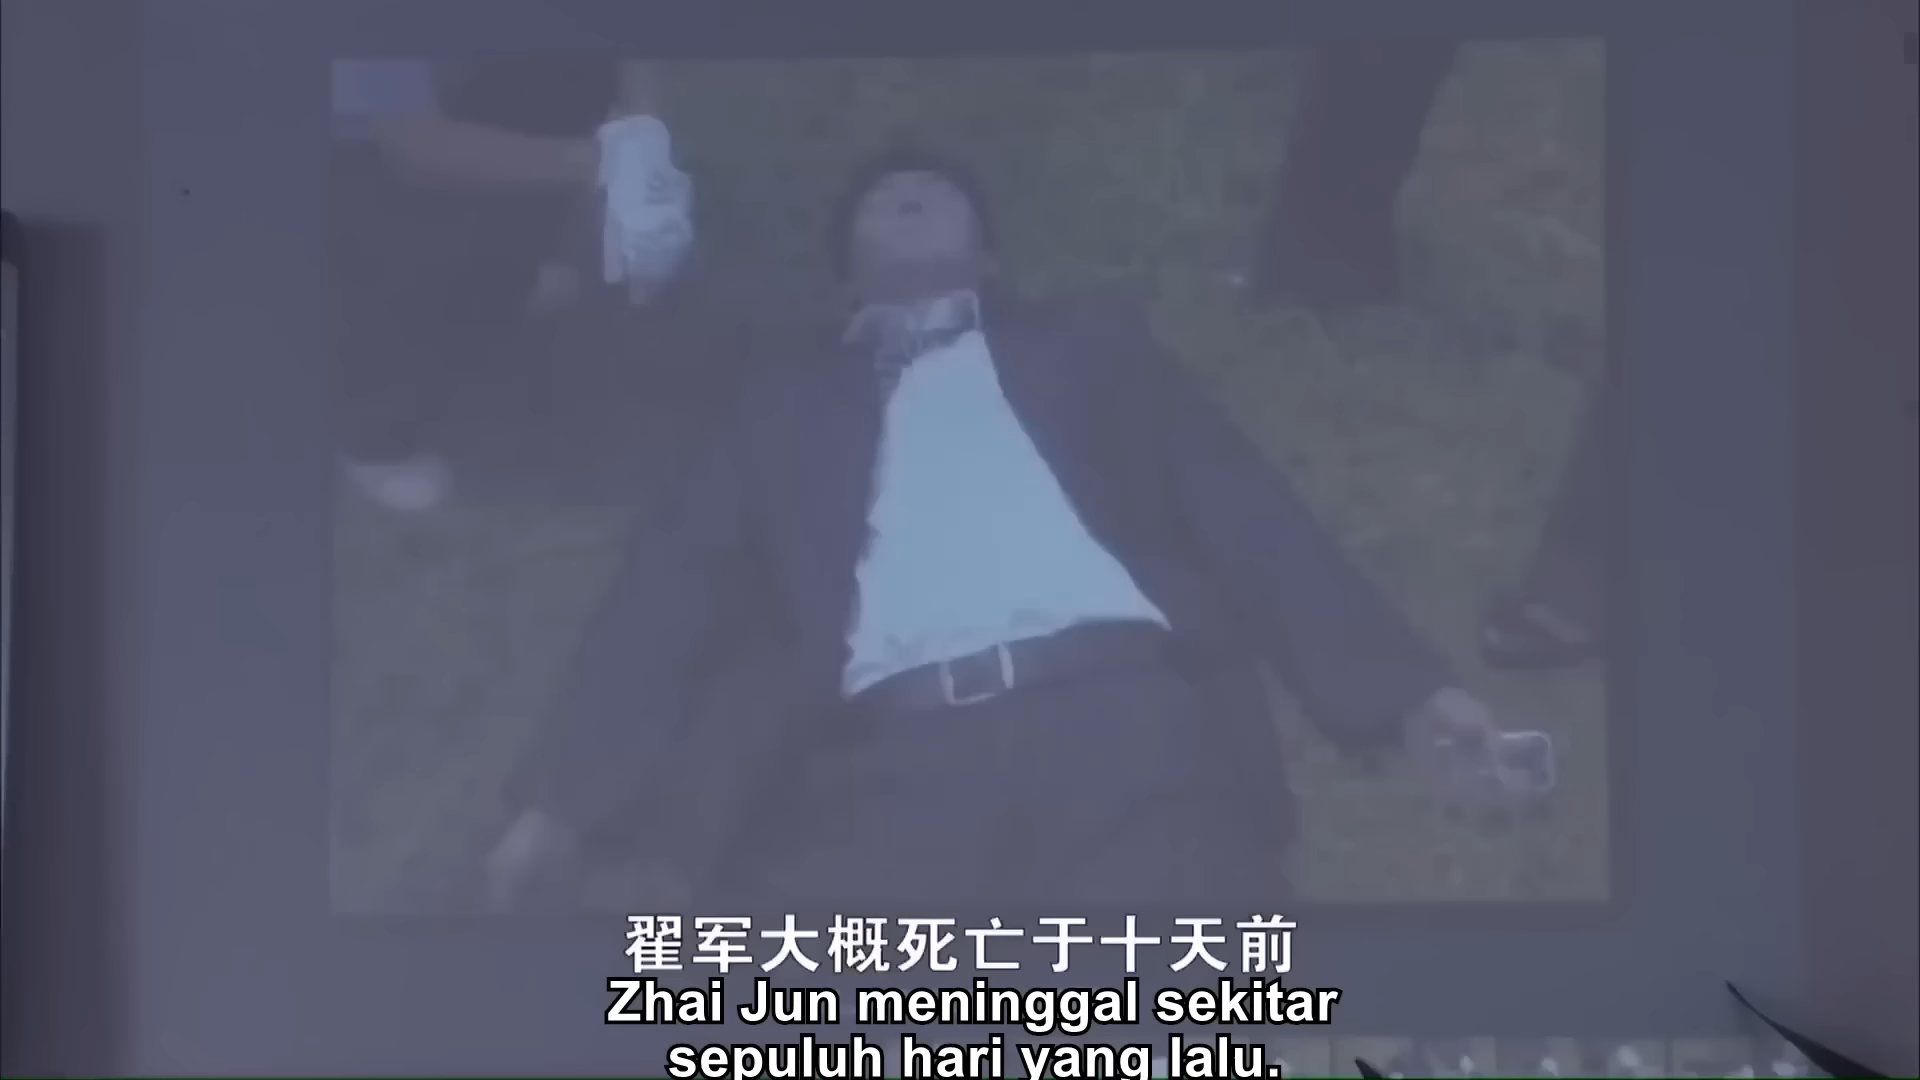 翟军大概死亡于十天前
Zhai Jun meninggal sekitar
sepuluh hari yang lalu.